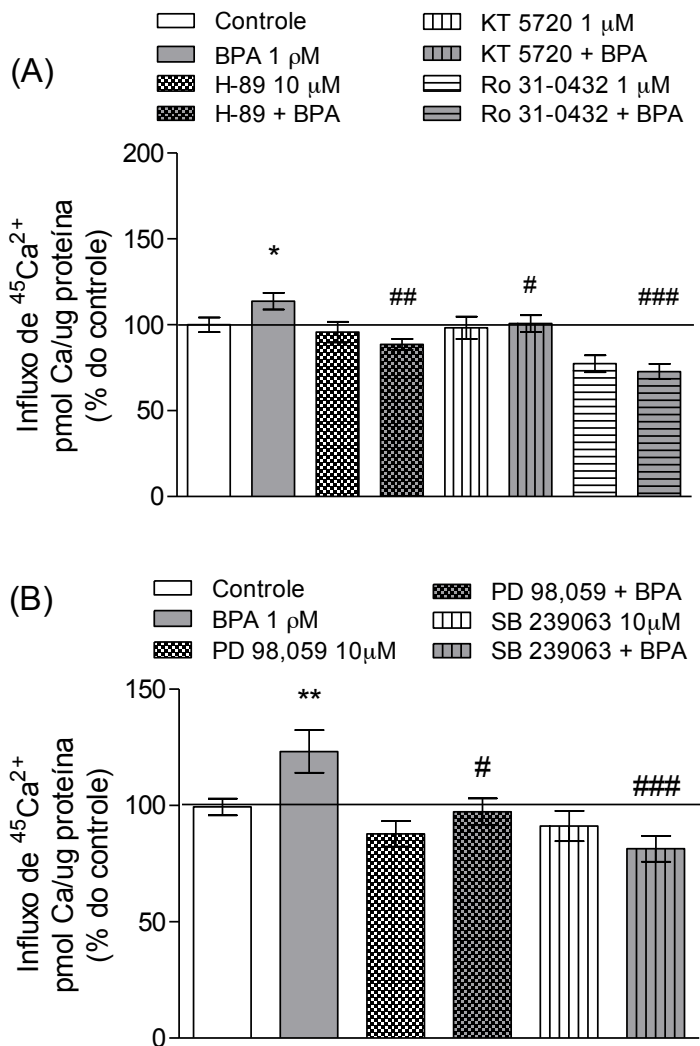 (A)
Controle
BPA 1 ρM
H-89 10 μM
H-89 + BPA
KT 5720 1 μM
KT 5720 + BPA
Ro 31-0432 1 μM
Ro 31-0432 + BPA
Influxo de ⁴⁵Ca²⁺
pmol Ca/ug proteína
(% do controle)
200
150
100
50
0
*
##
#
###
(B)
Controle
BPA 1 ρM
PD 98,059 10μM
PD 98,059 + BPA
SB 239063 10μM
SB 239063 + BPA
Influxo de ⁴⁵Ca²⁺
pmol Ca/ug proteína
(% do controle)
150
100
50
0
**
#
###